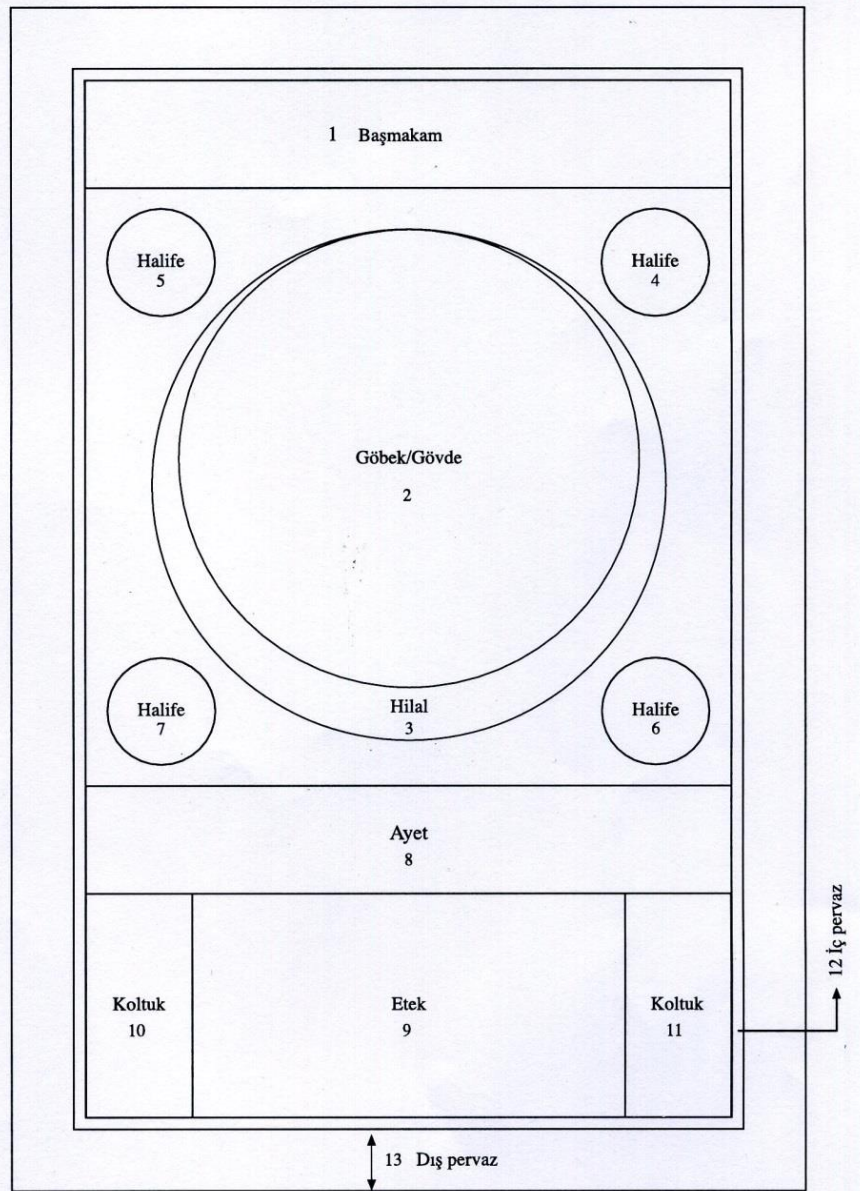 1 Başmakam
Halife
5
Halife
4
Göbek/Gövde
2
Hilal
3
Halife
7
Halife
6
Ayet
8
Koltuk
10
Etek
9
Koltuk
11
12 İç pervaz
13 Dış pervaz